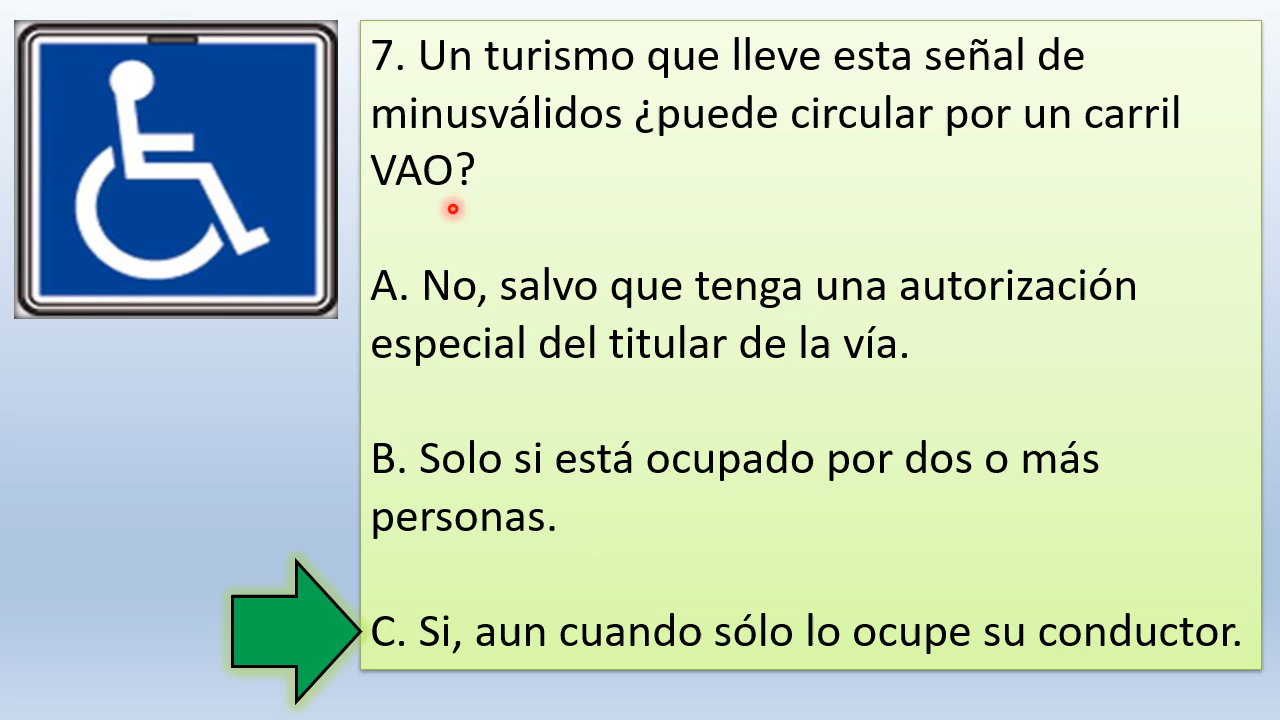 7. Un turismo que lleve esta señal de
minusválidos ¿puede circular por un carril
VAO?
A. No, salvo que tenga una autorización
especial del titular de la vía.
B. Solo si está ocupado por dos o más
personas.
C. Si, aun cuando sólo lo ocupe su conductor.